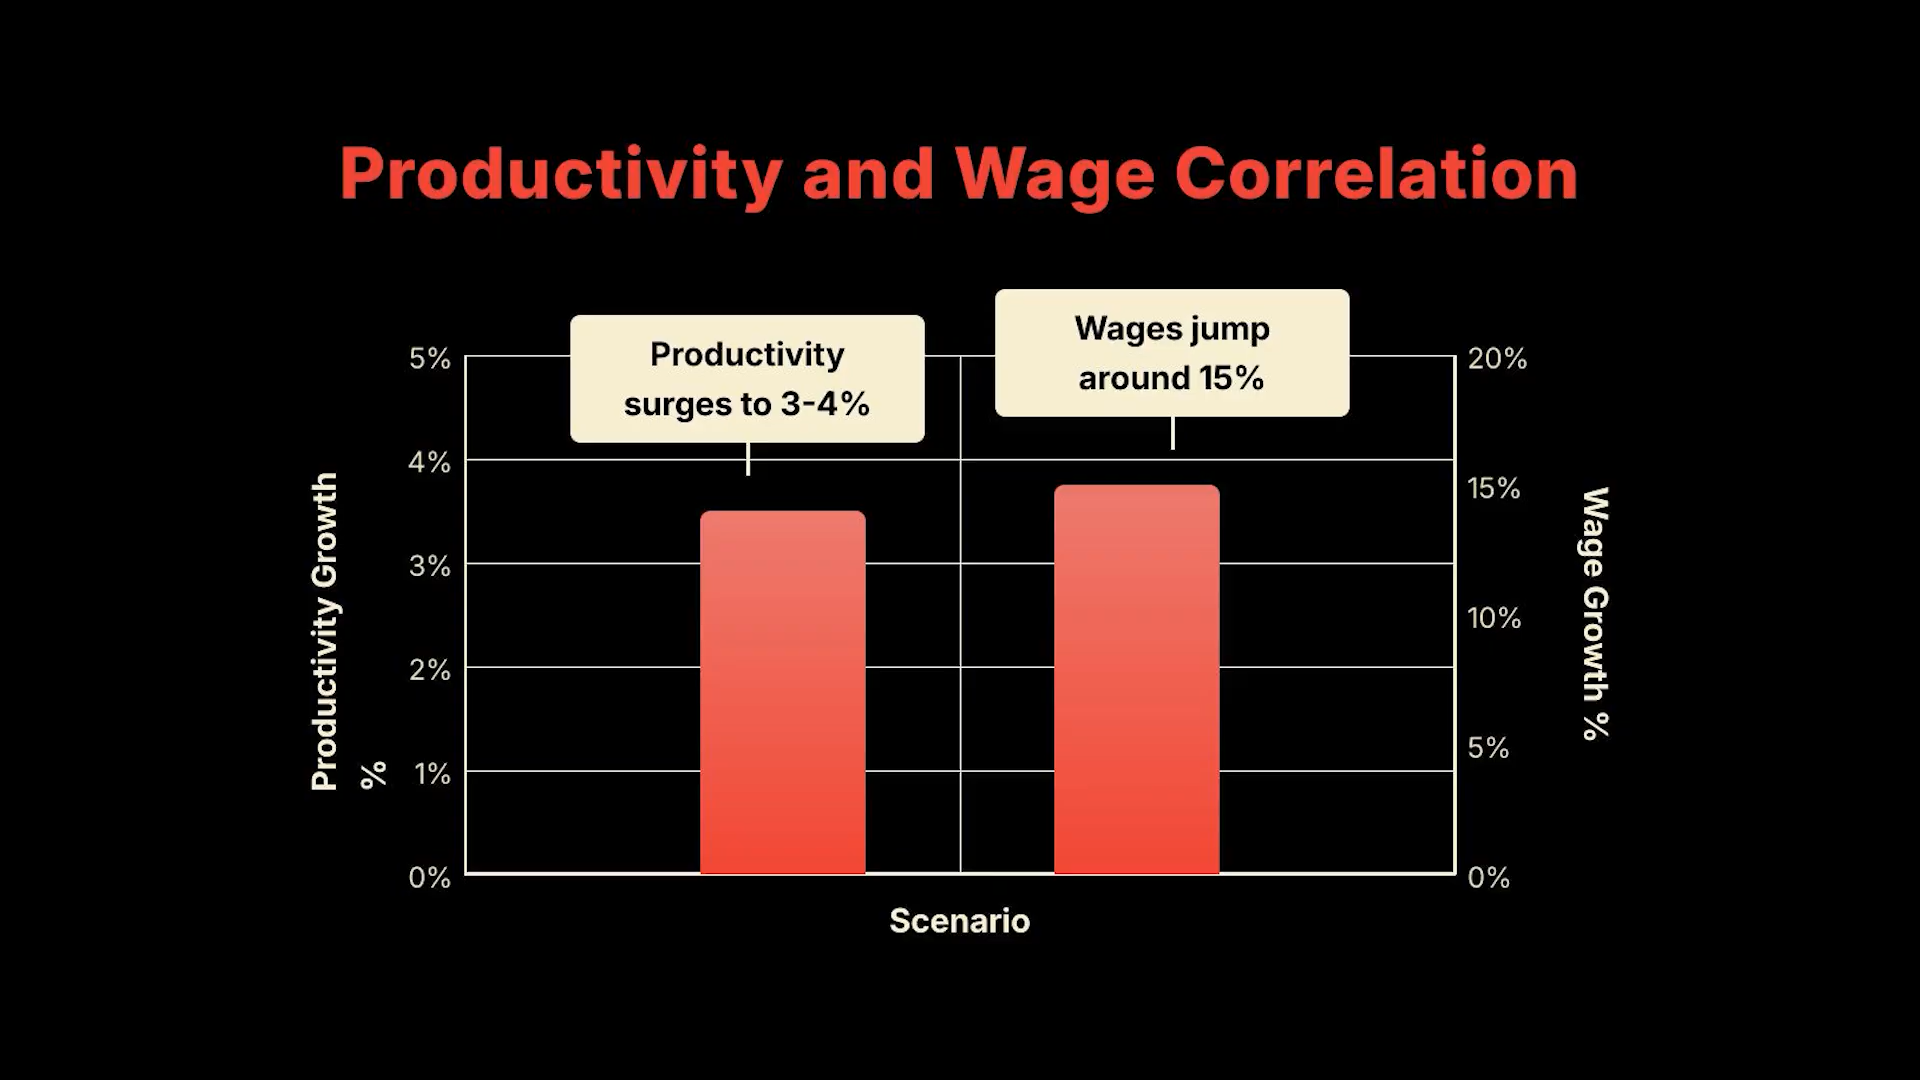 Productivity and Wage Correlation
Productivity
surges to 3-4%
Wages jump
around 15%
Productivity Growth
%
5%
4%
3%
2%
1%
0%
20%
15%
10%
5%
0%
Wage Growth %
Scenario